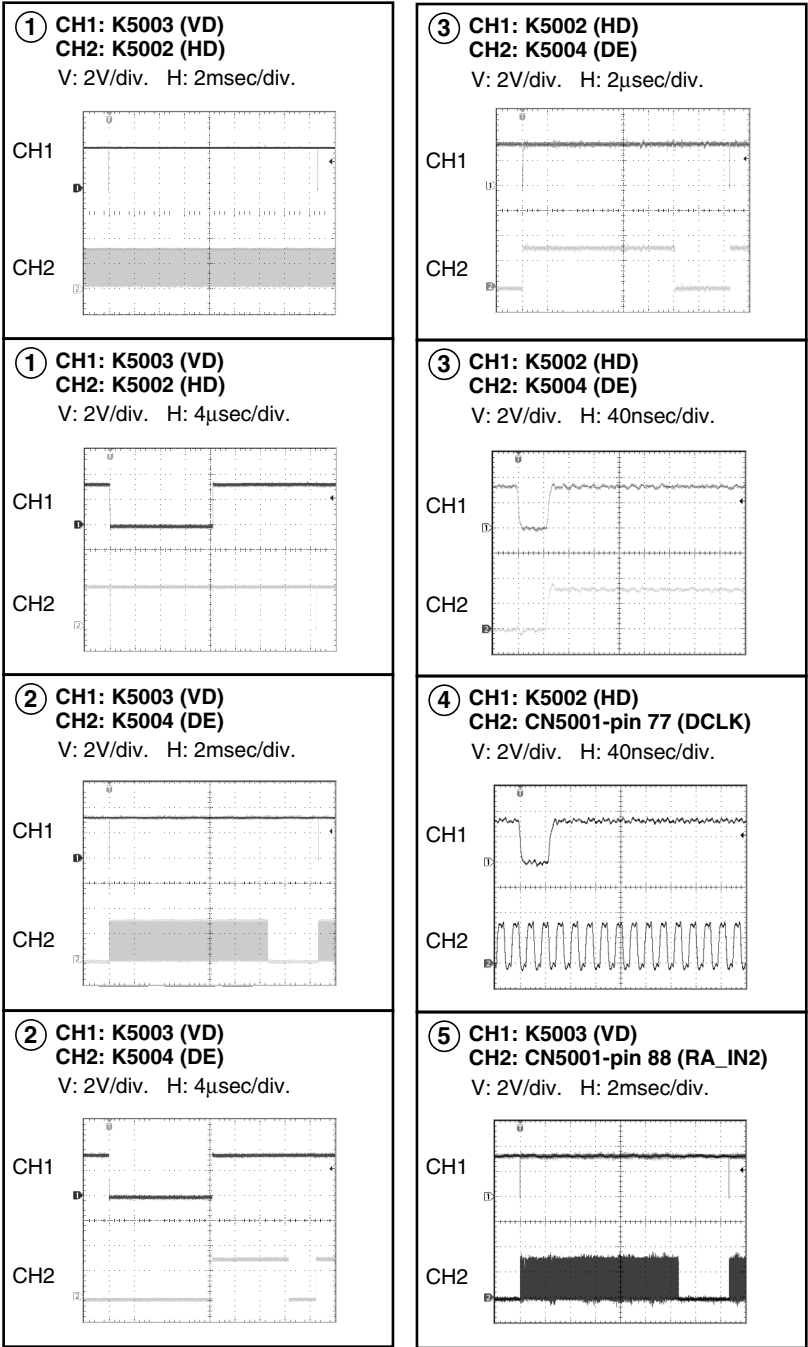 ① CH1: K5003 (VD)
CH2: K5002 (HD)
V: 2V/div. H: 2msec/div.
CH1
CH2
① CH1: K5003 (VD)
CH2: K5002 (HD)
V: 2V/div. H: 4μsec/div.
CH1
CH2
② CH1: K5003 (VD)
CH2: K5004 (DE)
V: 2V/div. H: 2msec/div.
CH1
CH2
② CH1: K5003 (VD)
CH2: K5004 (DE)
V: 2V/div. H: 4μsec/div.
CH1
CH2
③ CH1: K5002 (HD)
CH2: K5004 (DE)
V: 2V/div. H: 2μsec/div.
CH1
CH2
③ CH1: K5002 (HD)
CH2: K5004 (DE)
V: 2V/div. H: 40nsec/div.
CH1
CH2
④ CH1: K5002 (HD)
CH2: CN5001-pin 77 (DCLK)
V: 2V/div. H: 40nsec/div.
CH1
CH2
⑤ CH1: K5003 (VD)
CH2: CN5001-pin 88 (RA_IN2)
V: 2V/div. H: 2msec/div.
CH1
CH2